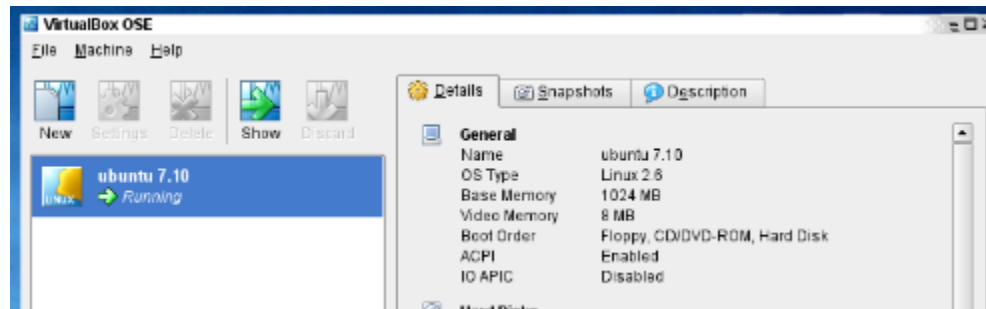 VirtualBox OSE
File Machine Help
New Settings Delete Show Discard
Details Snapshots Description
ubuntu 7.10
Running
LINUX
General
Name ubuntu 7.10
OS Type Linux 2.6
Base Memory 1024 MB
Video Memory 8 MB
Boot Order Floppy, CD/DVD-ROM, Hard Disk
ACPI Enabled
IO APIC Disabled
Hard Disks